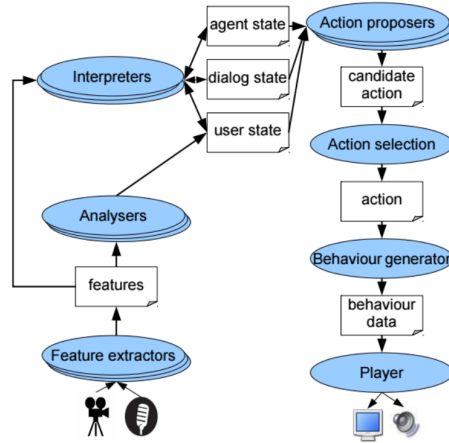 agent state
Action proposers
Interpreters
dialog state
candidate
action
user state
Action selection
Analysers
action
features
Behaviour generator
behaviour
data
Feature extractors
Player